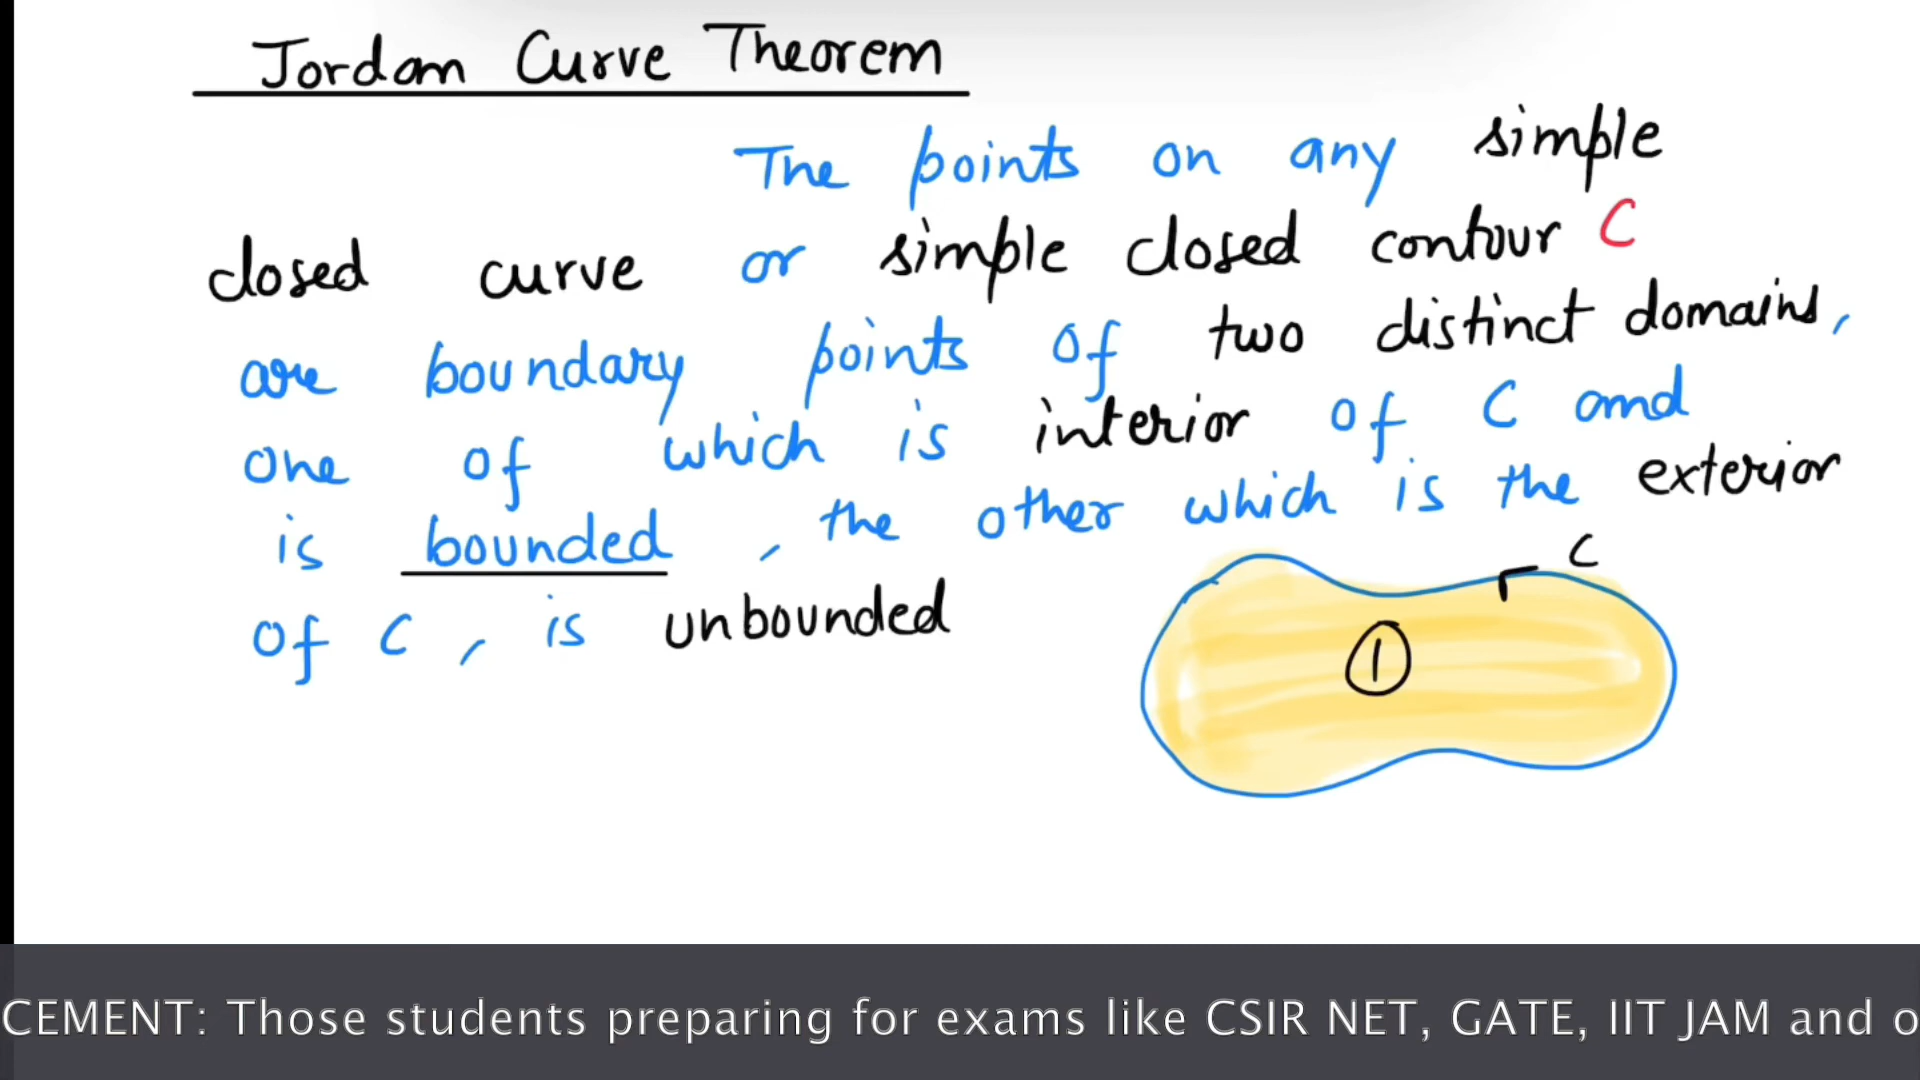 Jordan Curve Theorem
The points on any simple
closed curve or simple closed contour C
are boundary points of two distinct domains,
one of which is interior of C and
is bounded, the other which is the exterior
of C, is unbounded
C
1
CEMENT: Those students preparing for exams like CSIR NET, GATE, IIT JAM and o